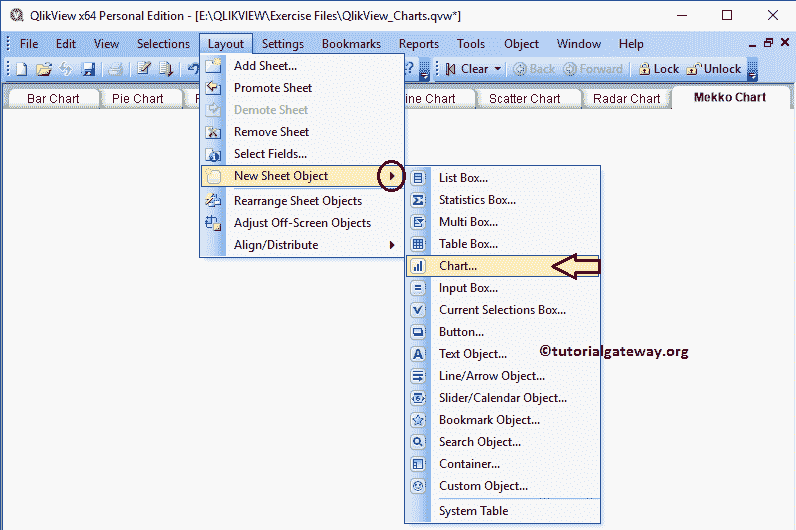 QlikView x64 Personal Edition - [E:\QLIKVIEW\Exercise Files\QlikView_Charts.qvw*]
File Edit View Selections Layout Settings Bookmarks Reports Tools Object Window Help
? Clear Back Forward Lock Unlock
Bar Chart Pie Chart ine Chart Scatter Chart Radar Chart Mekko Chart
Add Sheet...
Promote Sheet
Demote Sheet
Remove Sheet
Select Fields...
New Sheet Object
Rearrange Sheet Objects
Adjust Off-Screen Objects
Align/Distribute
List Box...
Statistics Box...
Multi Box...
Table Box...
Chart...
Input Box...
Current Selections Box...
Button...
Text Object...
Line/Arrow Object...
Slider/Calendar Object...
Bookmark Object...
Search Object...
Container...
Custom Object...
System Table
©tutorialgateway.org